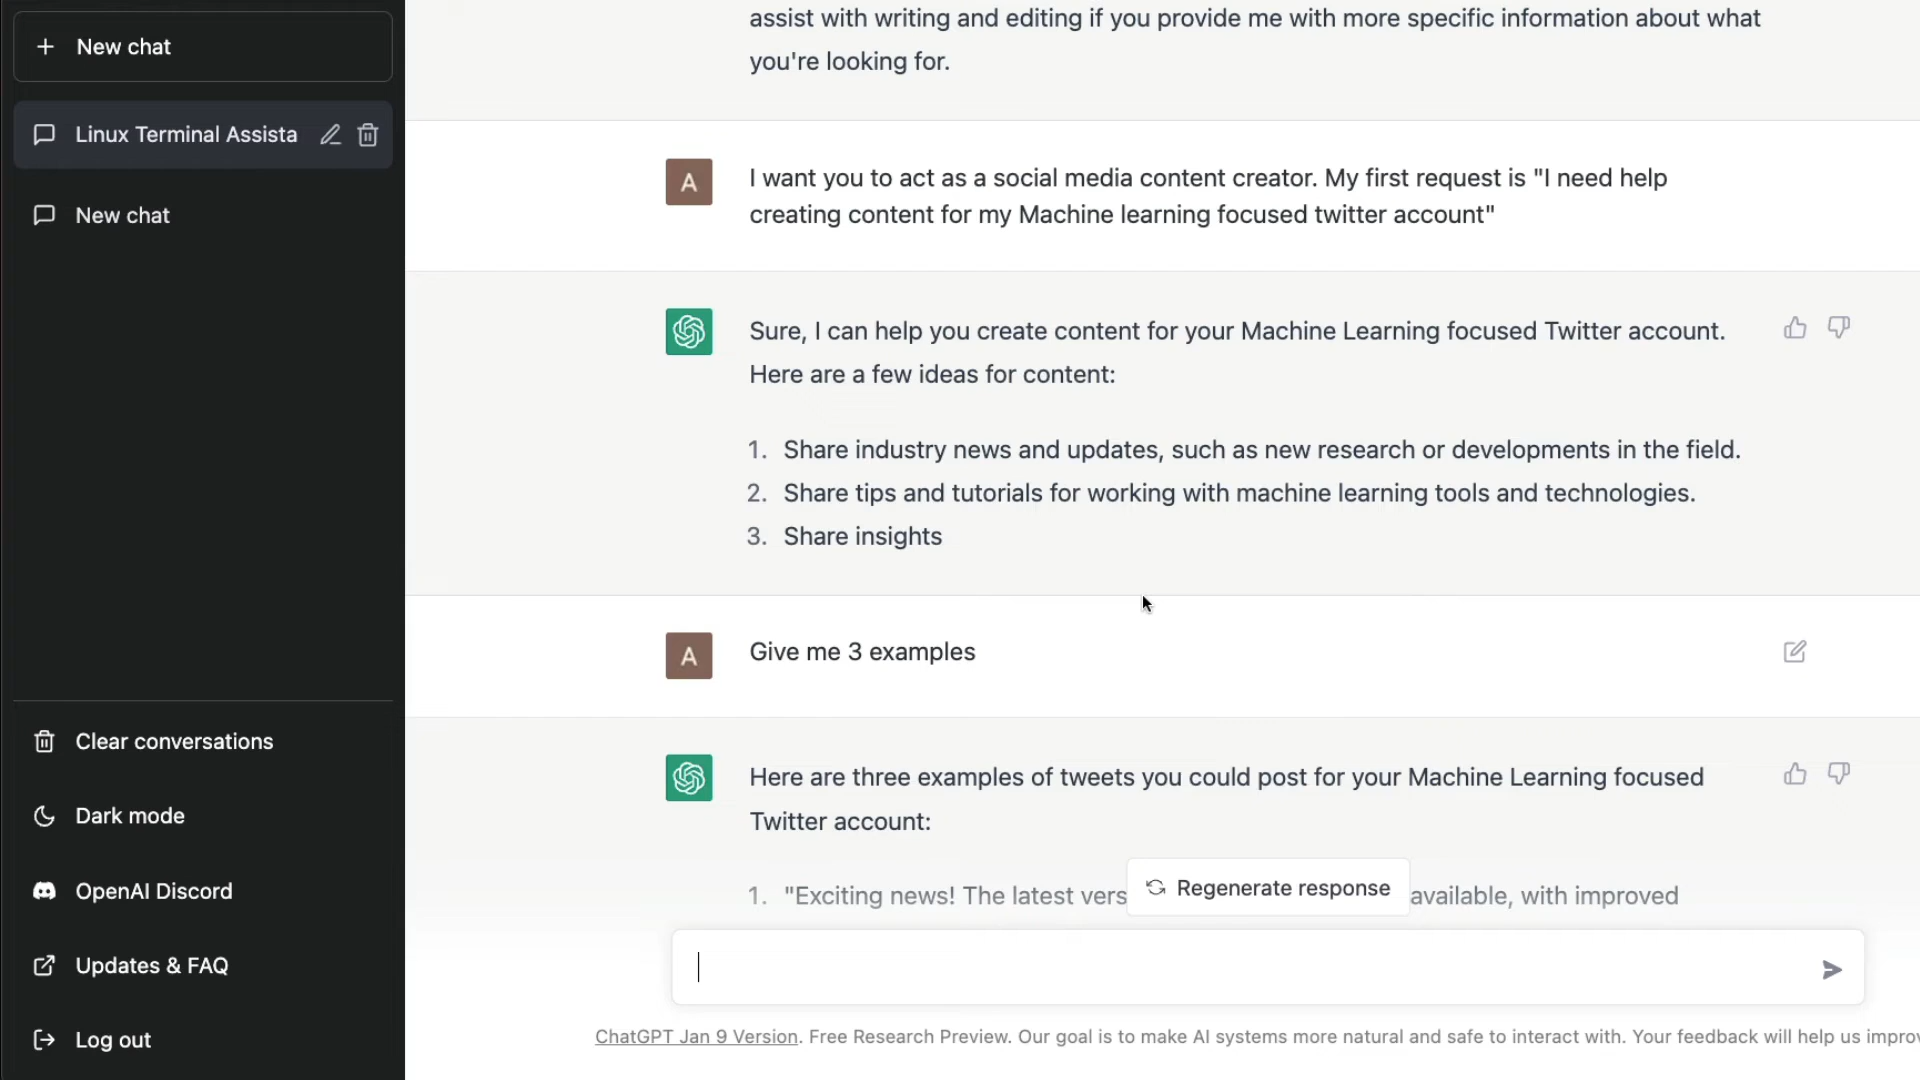 New chat
Linux Terminal Assista
New chat
Clear conversations
Dark mode
OpenAI Discord
Updates & FAQ
Log out
assist with writing and editing if you provide me with more specific information about what
you're looking for.
A
I want you to act as a social media content creator. My first request is "I need help
creating content for my Machine learning focused twitter account"
Sure, I can help you create content for your Machine Learning focused Twitter account.
Here are a few ideas for content:
1. Share industry news and updates, such as new research or developments in the field.
2. Share tips and tutorials for working with machine learning tools and technologies.
3. Share insights
A
Give me 3 examples
Here are three examples of tweets you could post for your Machine Learning focused
Twitter account:
1. "Exciting news! The latest vers available, with improved
Regenerate response
ChatGPT Jan 9 Version. Free Research Preview. Our goal is to make AI systems more natural and safe to interact with. Your feedback will help us improv